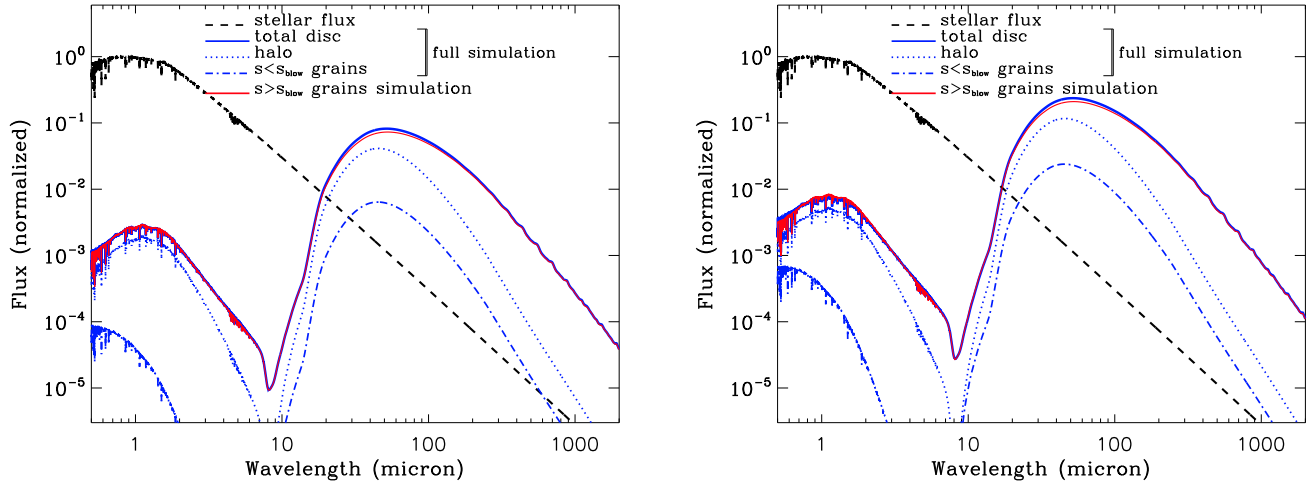 stellar flux
total disc
halo
full simulation
s<s_blow grains
s>s_blow grains simulation
10^0
10^-1
10^-2
10^-3
10^-4
10^-5
Flux (normalized)
1
10
100
1000
Wavelength (micron)
stellar flux
total disc
halo
full simulation
s<s_blow grains
s>s_blow grains simulation
10^0
10^-1
10^-2
10^-3
10^-4
10^-5
Flux (normalized)
1
10
100
1000
Wavelength (micron)